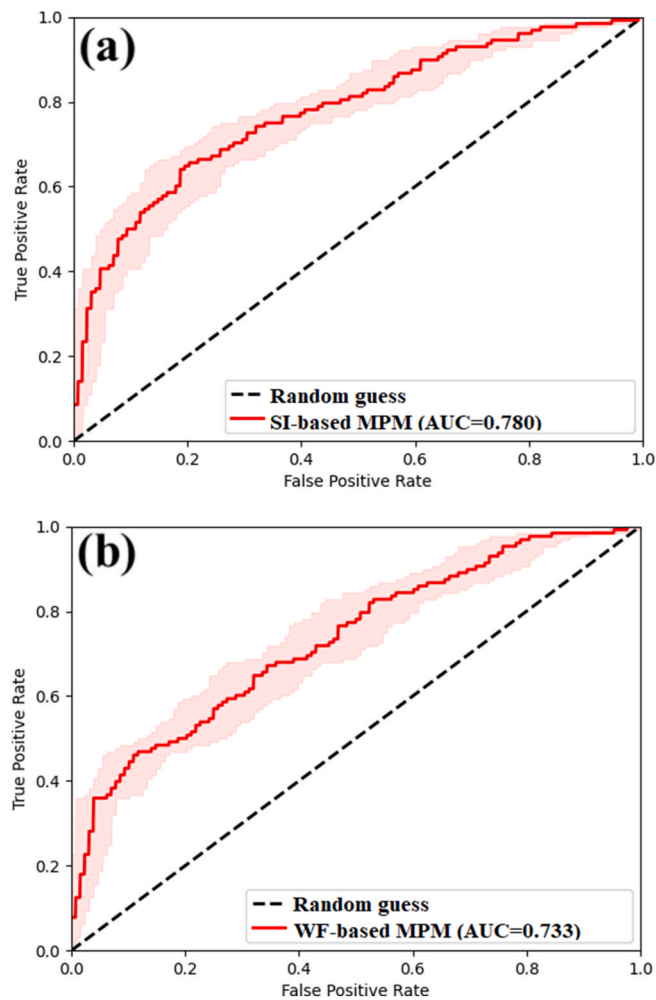 (a)
1.0
0.8
0.6
0.4
0.2
0.0
True Positive Rate
Random guess
SI-based MPM (AUC=0.780)
0.0 0.2 0.4 0.6 0.8 1.0
False Positive Rate
(b)
1.0
0.8
0.6
0.4
0.2
0.0
True Positive Rate
Random guess
WF-based MPM (AUC=0.733)
0.0 0.2 0.4 0.6 0.8 1.0
False Positive Rate